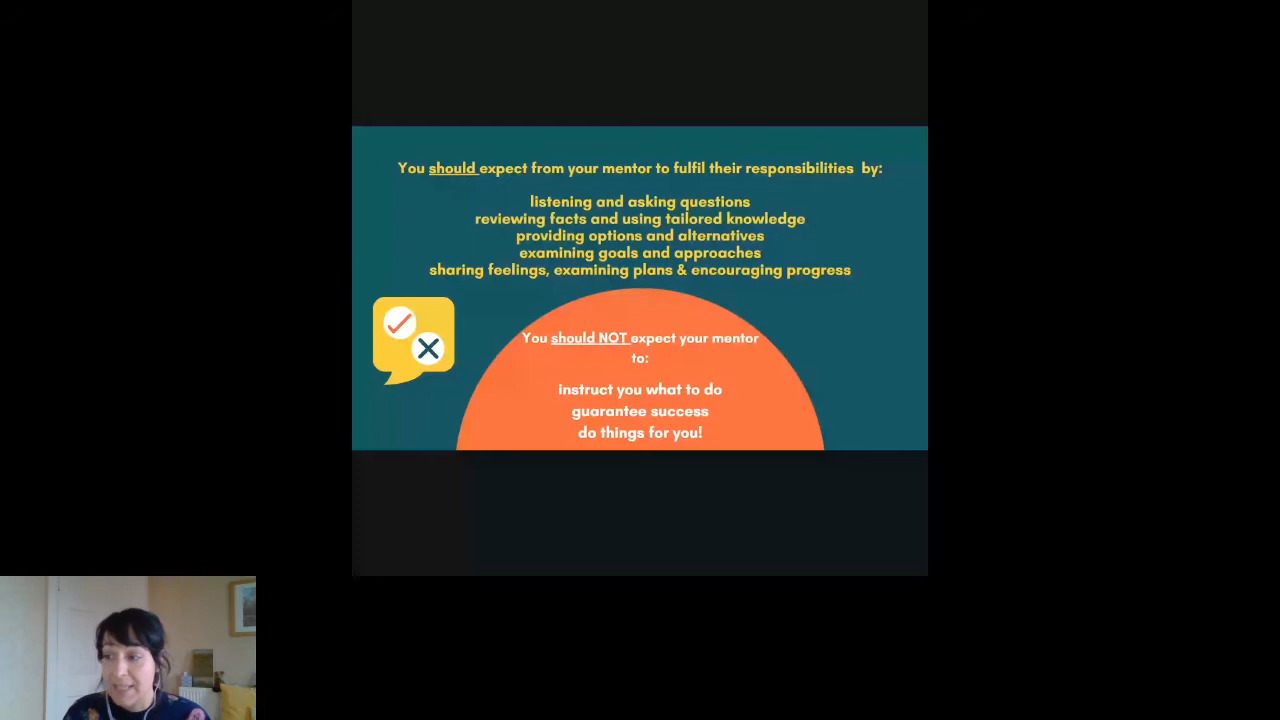 You should expect from your mentor to fulfil their responsibilities by:
listening and asking questions
reviewing facts and using tailored knowledge
providing options and alternatives
examining goals and approaches
sharing feelings, examining plans & encouraging progress
You should NOT expect your mentor
to:
instruct you what to do
guarantee success
do things for you!